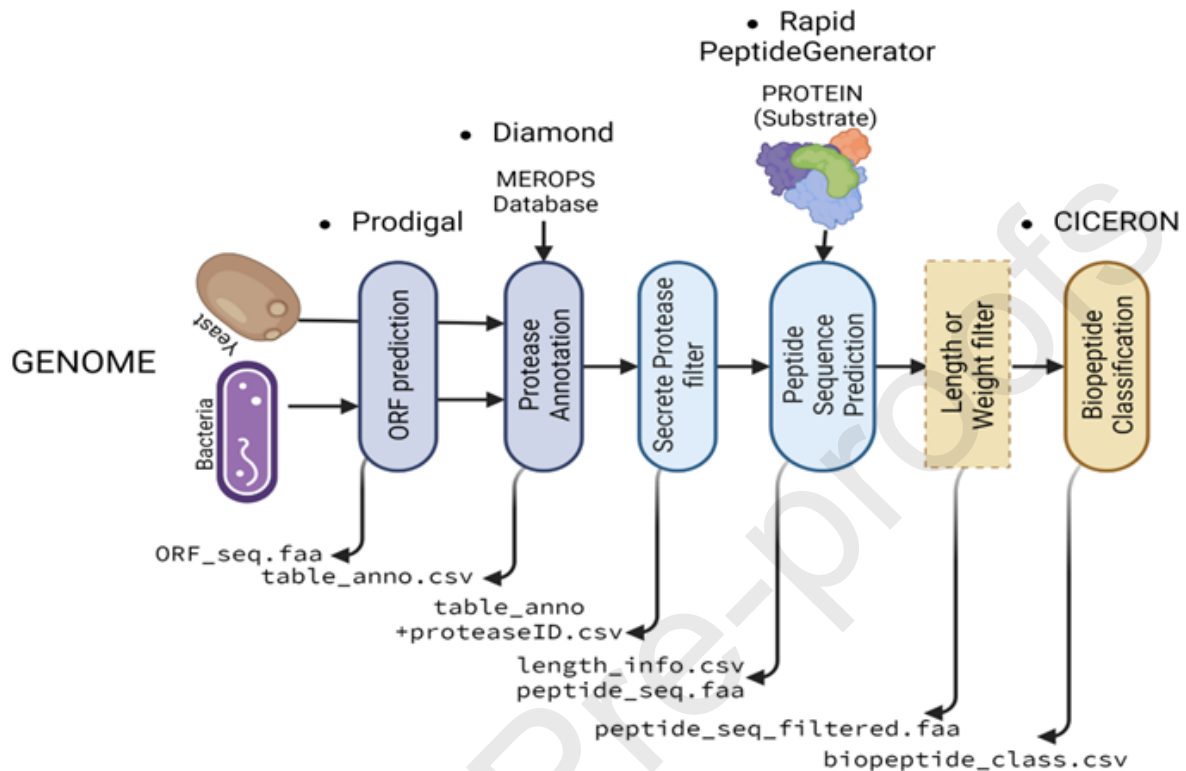 • Rapid
PeptideGenerator
PROTEIN
(Substrate)
• Diamond
MEROPS
Database
• Prodigal
• CICERON
GENOME
Yeast
Bacteria
ORF prediction
Protease
Annotation
Secrete Protease
filter
Peptide
Sequence
Prediction
Length or
Weight filter
Biopeptide
Classification
ORF_seq.faa
table_anno.csv
table_anno
+proteaseID.csv
length_info.csv
peptide_seq.faa
peptide_seq_filtered.faa
biopeptide_class.csv
Pre-proofs